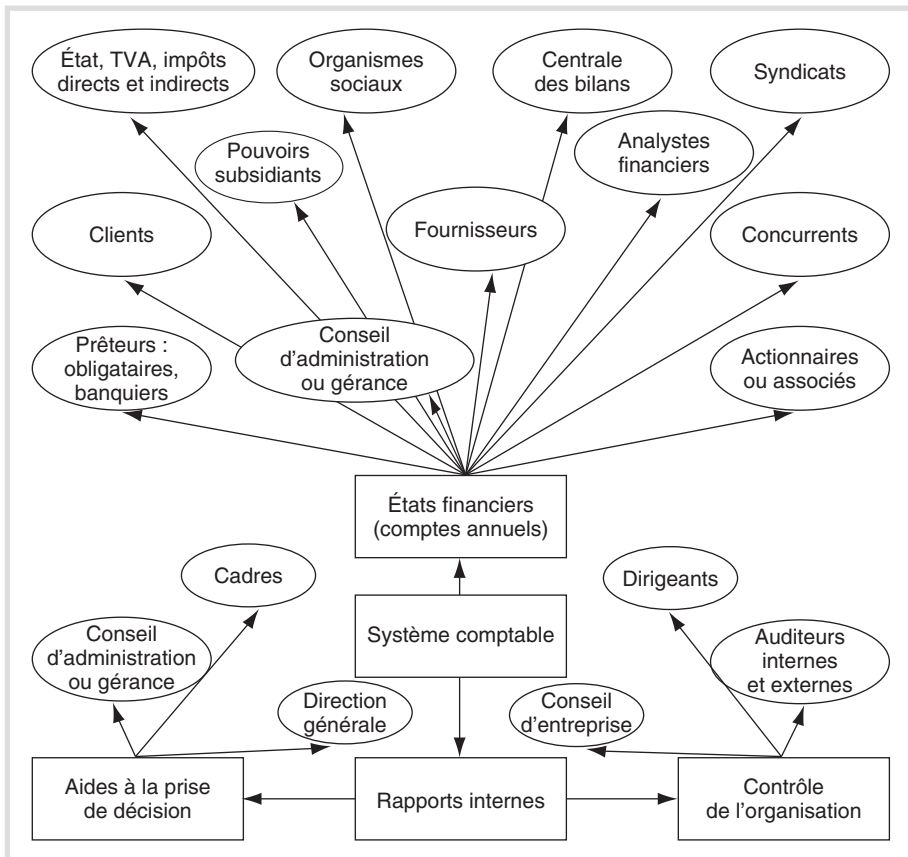 État, TVA, impôts
directs et indirects
Organismes
sociaux
Centrale
des bilans
Syndicats
Pouvoirs
subsidiants
Analystes
financiers
Clients
Fournisseurs
Concurrents
Prêteurs :
obligataires,
banquiers
Conseil
d’administration
ou gérance
Actionnaires
ou associés
États financiers
(comptes annuels)
Cadres
Dirigeants
Conseil
d’administration
ou gérance
Système comptable
Auditeurs
internes
et externes
Direction
générale
Conseil
d’entreprise
Aides à la prise
de décision
Rapports internes
Contrôle
de l’organisation